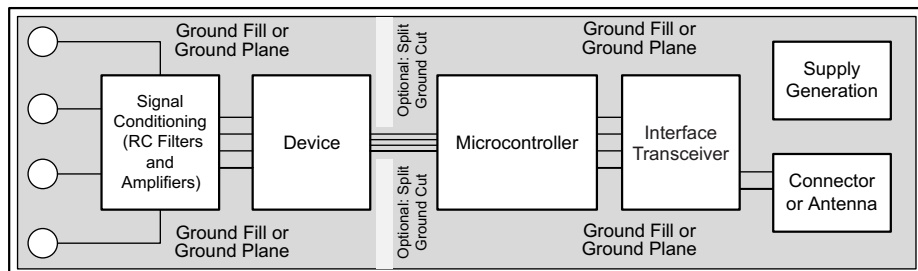 Ground Fill or
Ground Plane
Optional: Split
Ground Cut
Ground Fill or
Ground Plane
Supply
Generation
Signal
Conditioning
(RC Filters
and
Amplifiers)
Device
Microcontroller
Interface
Transceiver
Connector
or Antenna
Ground Fill or
Ground Plane
Optional: Split
Ground Cut
Ground Fill or
Ground Plane